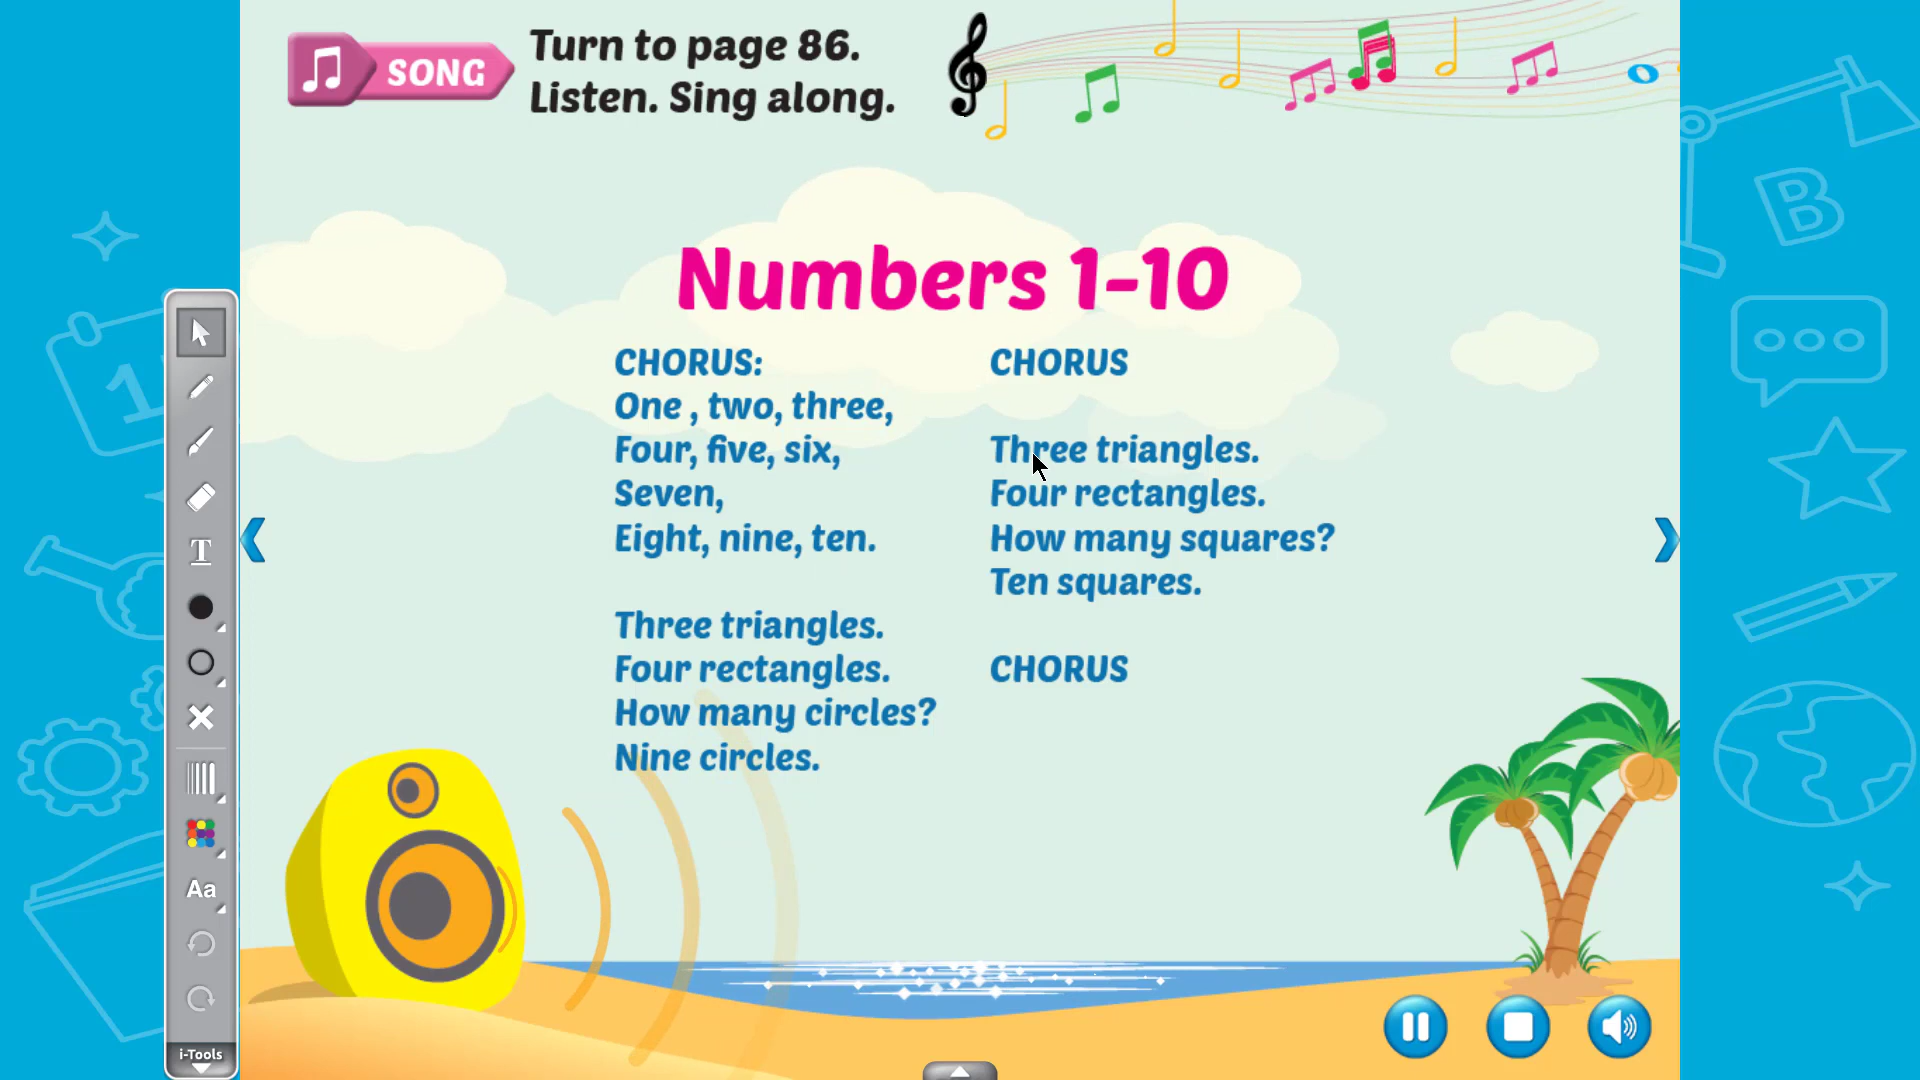 SONG
Turn to page 86.
Listen. Sing along.
Numbers 1-10
CHORUS:
One , two, three,
Four, five, six,
Seven,
Eight, nine, ten.
Three triangles.
Four rectangles.
How many circles?
Nine circles.
CHORUS
Three triangles.
Four rectangles.
How many squares?
Ten squares.
CHORUS
1
B
T
Aa
i-Tools